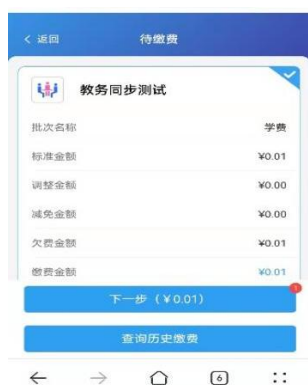 < 返回 待缴费
教务同步测试
批次名称 学费
标准金额 ¥0.01
调整金额 ¥0.00
减免金额 ¥0.00
欠费金额 ¥0.01
缴费金额 ¥0.01
下一步（¥0.01） 1
查询历史缴费
6